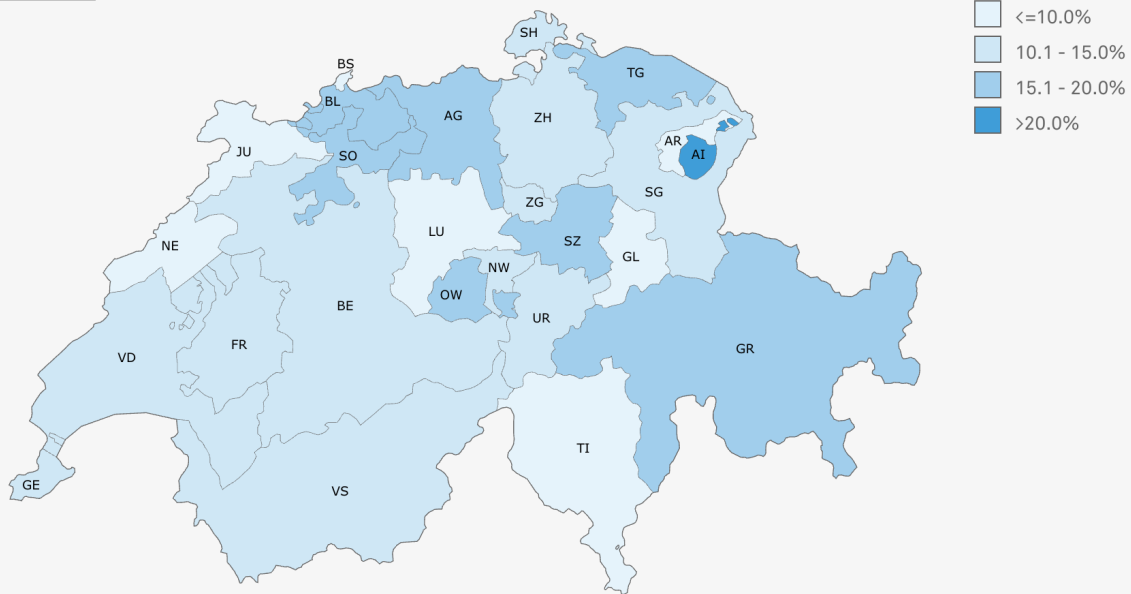 <=10.0%
10.1 - 15.0%
15.1 - 20.0%
>20.0%
SH
BS
TG
BL
AG
ZH
AR
JU
SO
AI
SG
ZG
LU
SZ
NE
GL
NW
OW
BE
UR
FR
GR
VD
TI
GE
VS